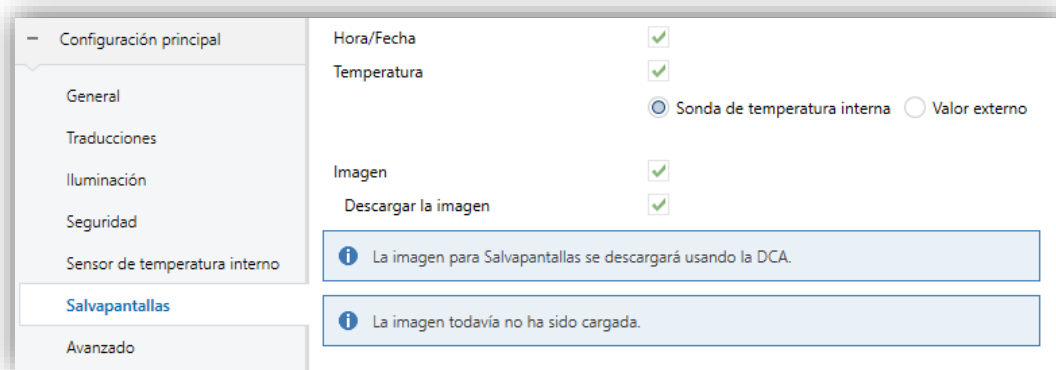 Configuración principal
General
Traducciones
Iluminación
Seguridad
Sensor de temperatura interno
Salvapantallas
Avanzado
Hora/Fecha
Temperatura
Sonda de temperatura interna Valor externo
Imagen
Descargar la imagen
La imagen para Salvapantallas se descargará usando la DCA.
La imagen todavía no ha sido cargada.